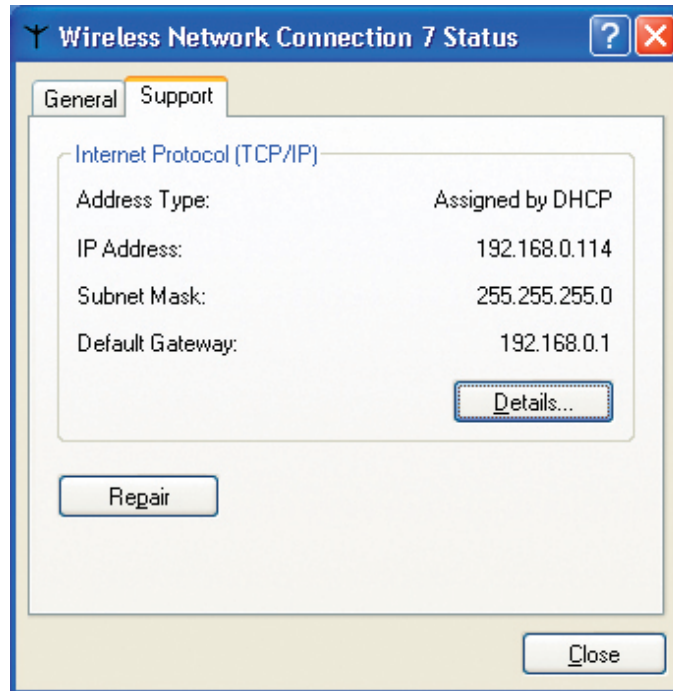 Wireless Network Connection 7 Status
General Support
Internet Protocol (TCP/IP)
Address Type: Assigned by DHCP
IP Address: 192.168.0.114
Subnet Mask: 255.255.255.0
Default Gateway: 192.168.0.1
Details...
Repair
Close